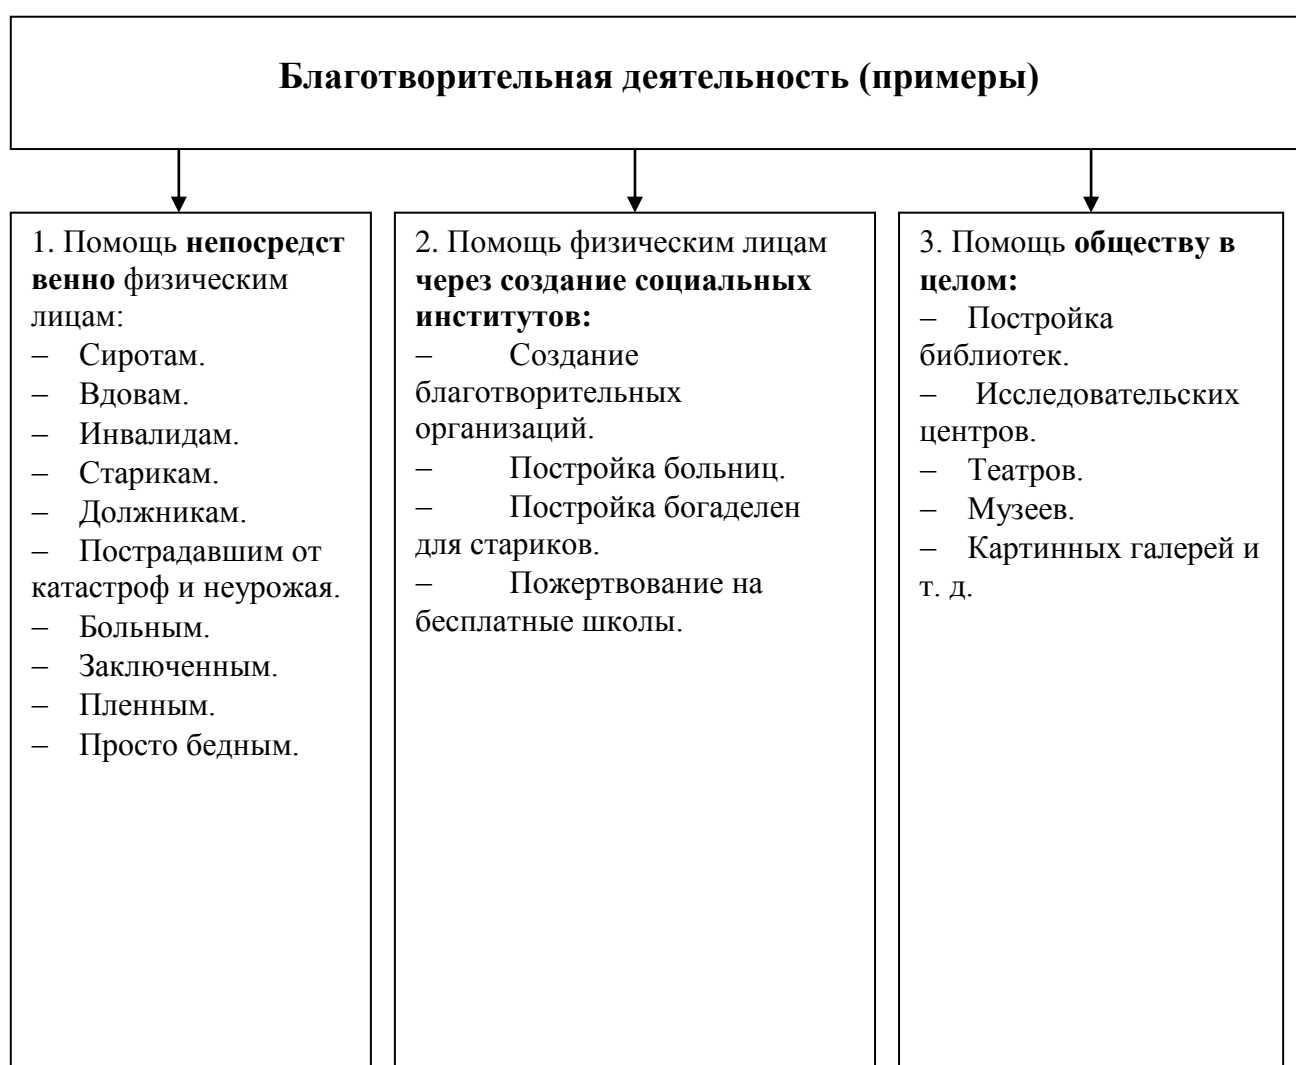 Благотворительная деятельность (примеры)
1. Помощь непосредст
венно физическим
лицам:
– Сиротам.
– Вдовам.
– Инвалидам.
– Старикам.
– Должникам.
– Пострадавшим от
катастроф и неурожая.
– Больным.
– Заключенным.
– Пленным.
– Просто бедным.
2. Помощь физическим лицам
через создание социальных
институтов:
– Создание
благотворительных
организаций.
– Постройка больниц.
– Постройка богаделен
для стариков.
– Пожертвование на
бесплатные школы.
3. Помощь обществу в
целом:
– Постройка
библиотек.
– Исследовательских
центров.
– Театров.
– Музеев.
– Картинных галерей и
т. д.